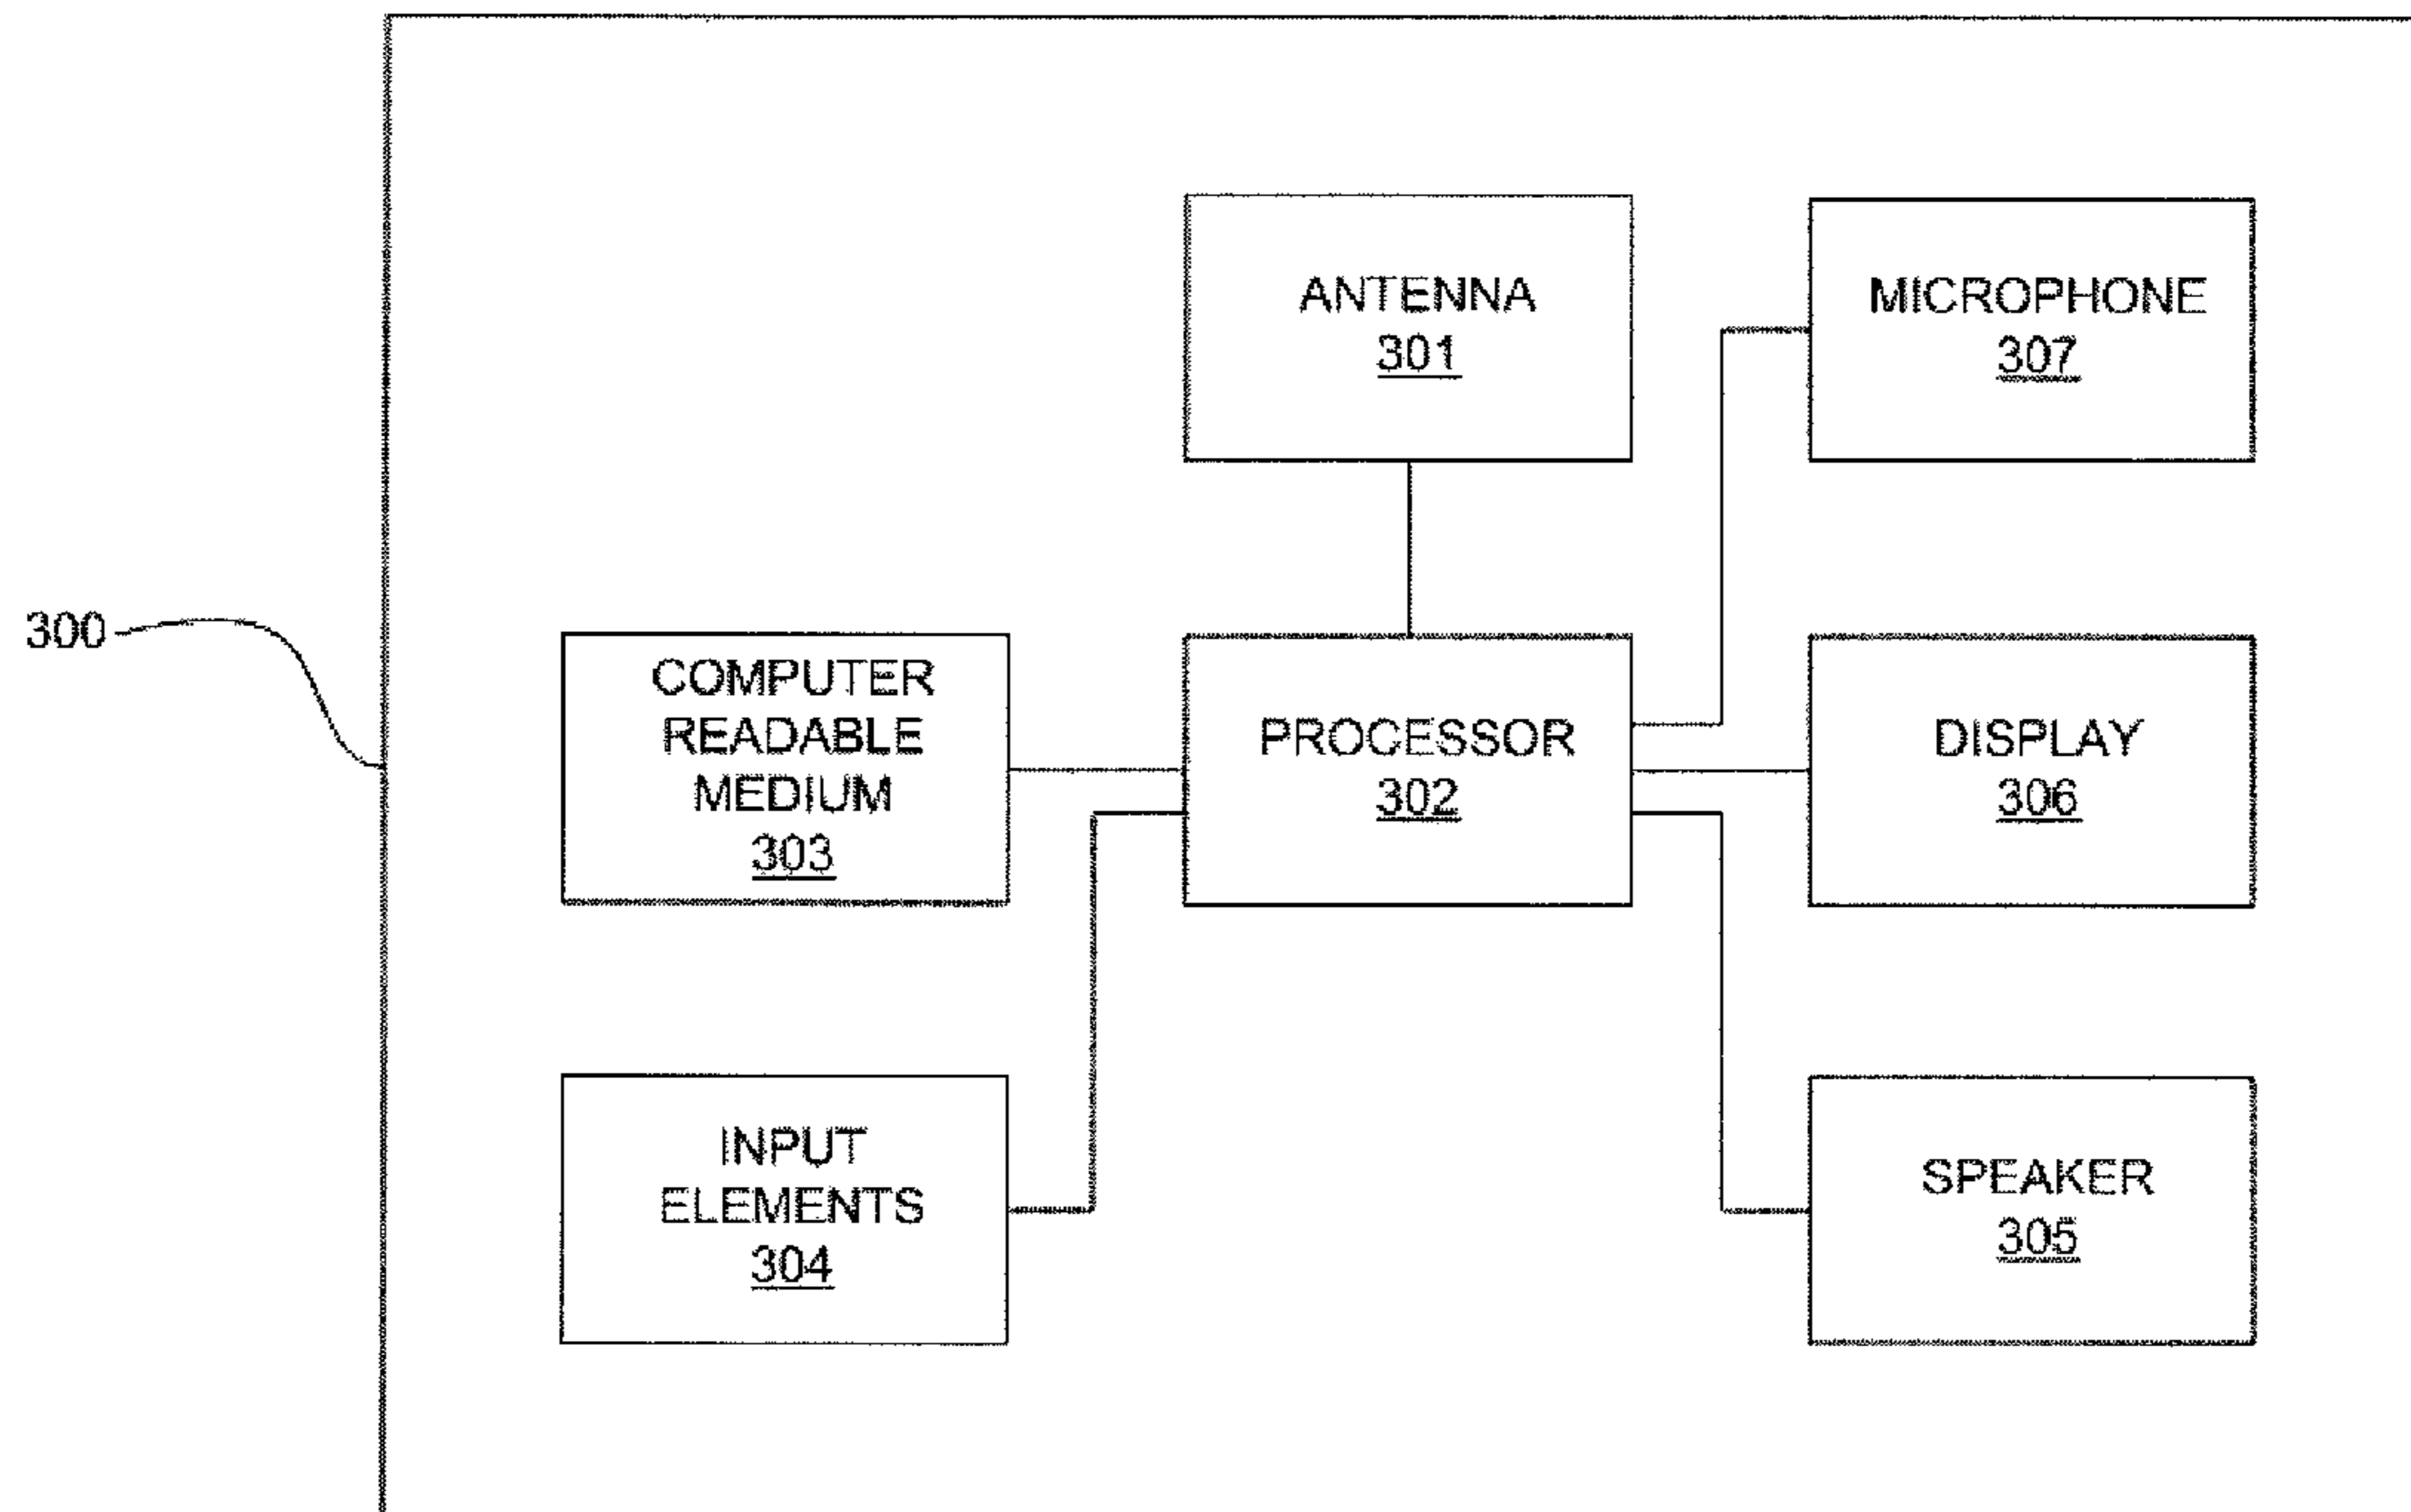 ANTENNA
301
MICROPHONE
307
300
COMPUTER
READABLE
MEDIUM
303
PROCESSOR
302
DISPLAY
306
INPUT
ELEMENTS
304
SPEAKER
305